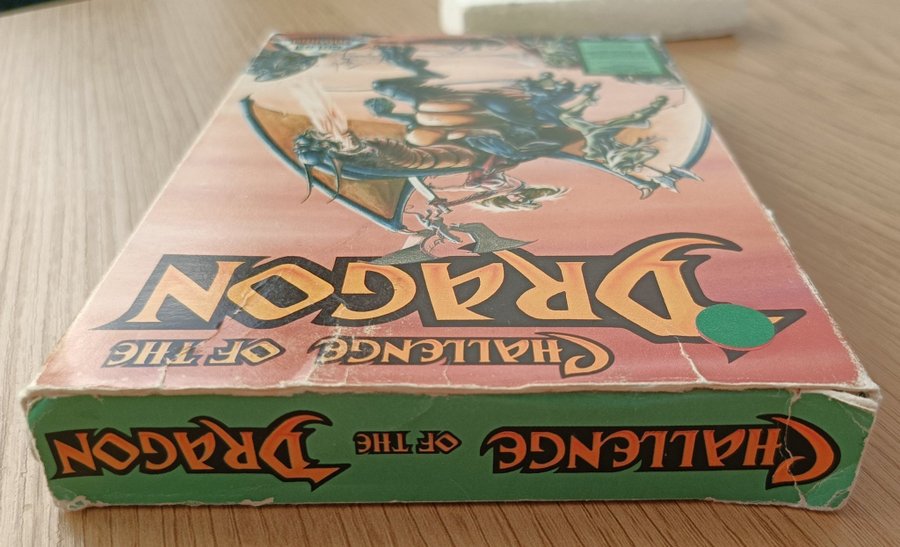 CHALLENGE OF THE
DRAGON
CHALLENGE OF THE DRAGON